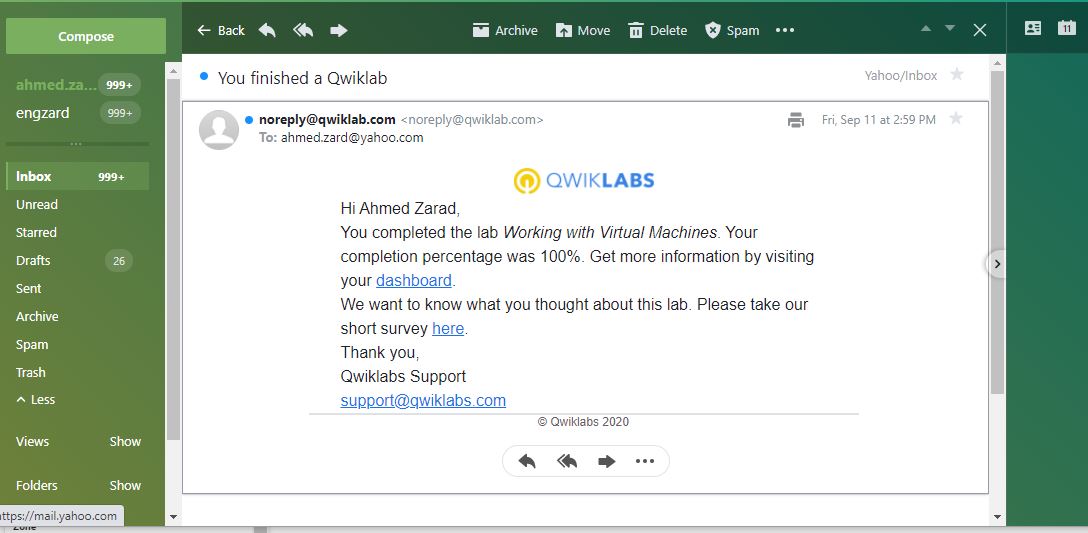 Compose
Back
Archive
Move
Delete
Spam
11
ahmed.za... 999+
engzard 999+
Inbox 999+
Unread
Starred
Drafts 26
Sent
Archive
Spam
Trash
Less
Views Show
Folders Show
ttps://mail.yahoo.com
You finished a Qwiklab
Yahoo/Inbox
noreply@qwiklab.com <noreply@qwiklab.com>
Fri, Sep 11 at 2:59 PM
To: ahmed.zard@yahoo.com
QWIKLABS
Hi Ahmed Zarad,
You completed the lab Working with Virtual Machines. Your
completion percentage was 100%. Get more information by visiting
your dashboard.
We want to know what you thought about this lab. Please take our
short survey here.
Thank you,
Qwiklabs Support
support@qwiklabs.com
© Qwiklabs 2020